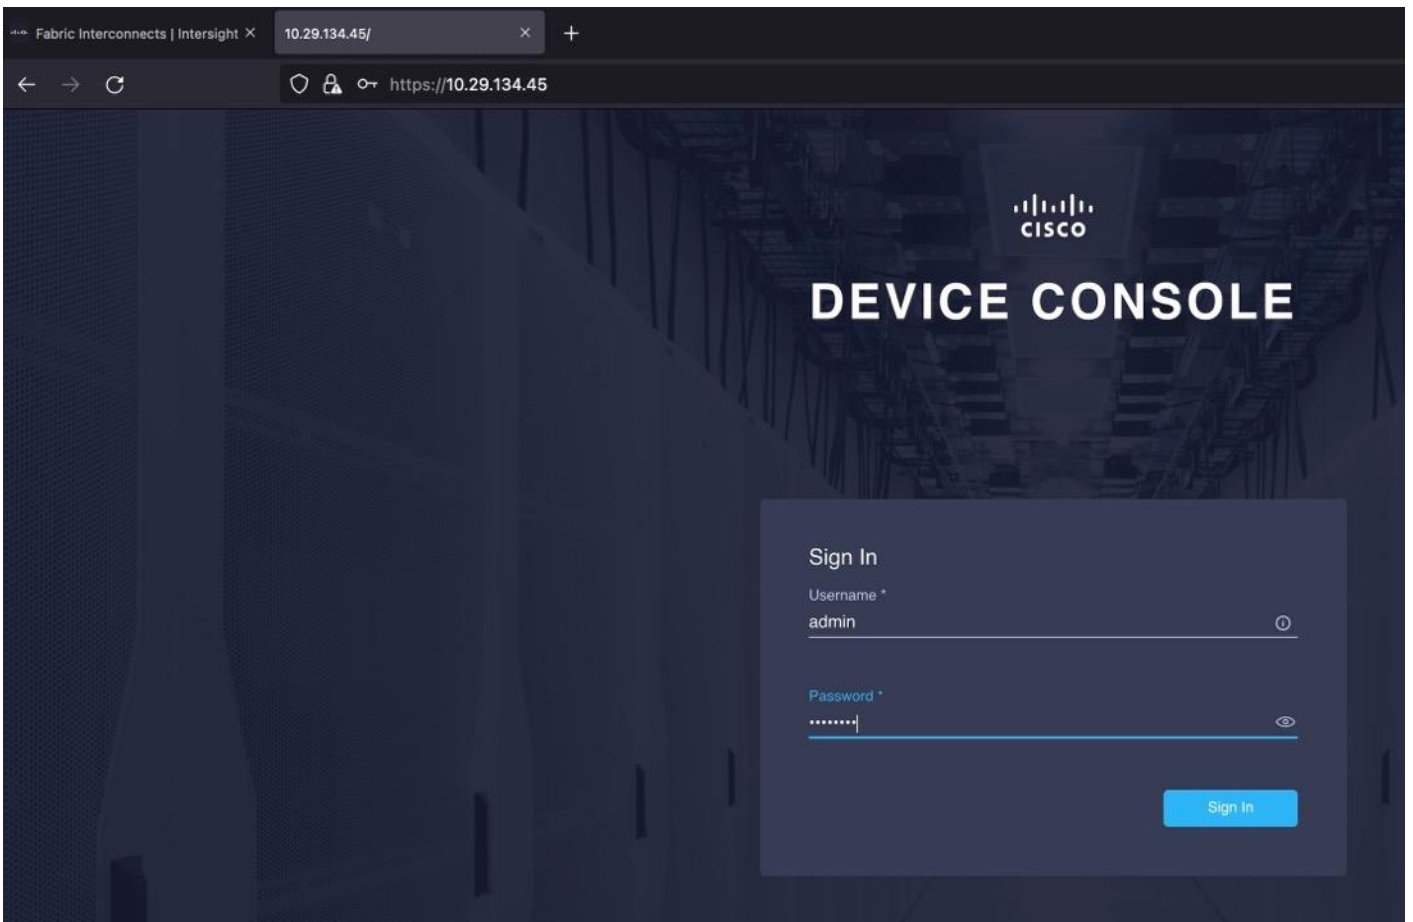 Fabric Interconnects | Intersight
10.29.134.45/
https://10.29.134.45
CISCO
DEVICE CONSOLE
Sign In
Username *
admin
Password *
••••••••
Sign In